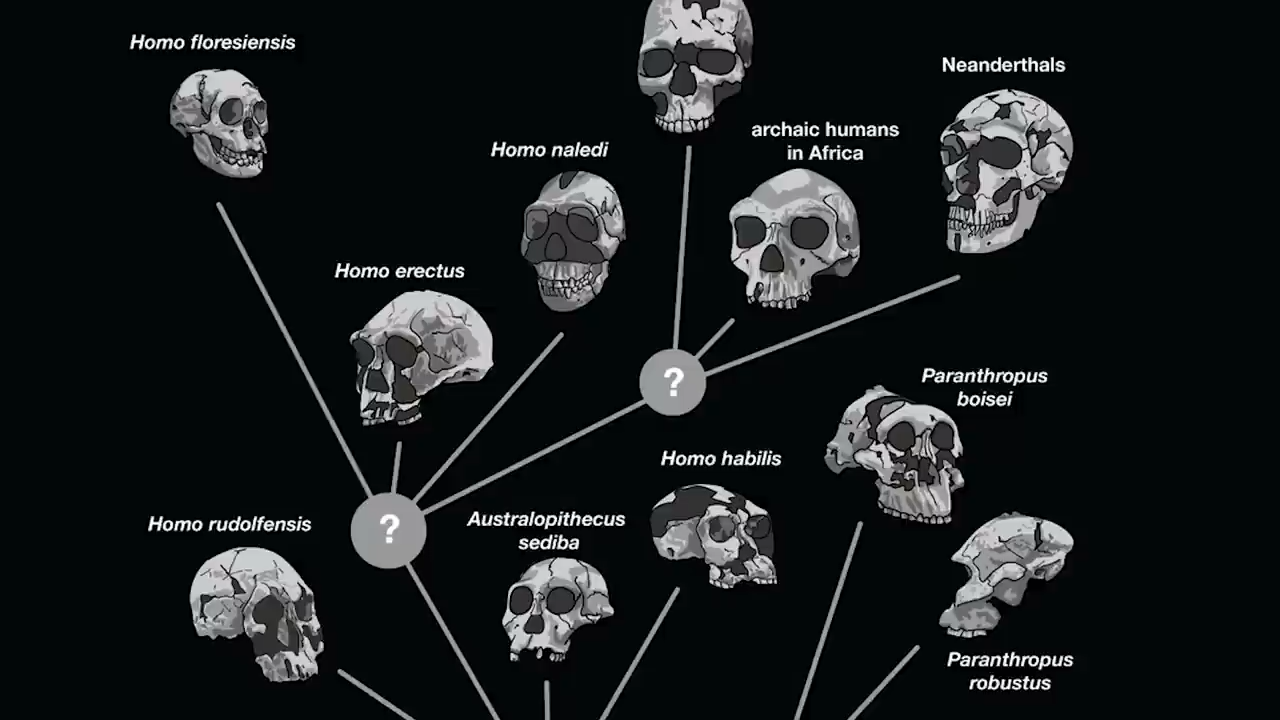 Homo floresiensis
Neanderthals
archaic humans
in Africa
Homo naledi
Homo erectus
?
Paranthropus
boisei
Homo habilis
Homo rudolfensis
?
Australopithecus
sediba
Paranthropus
robustus